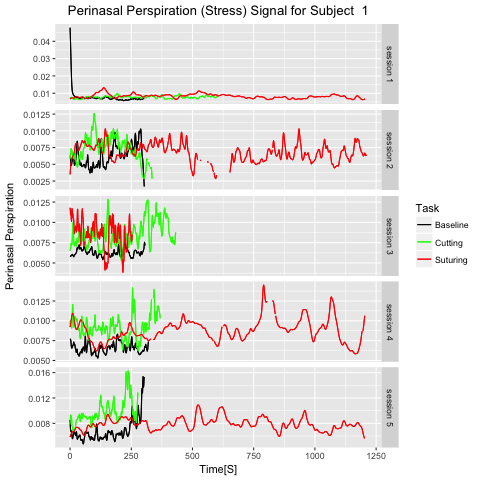 Perinasal Perspiration (Stress) Signal for Subject  1
0.04
0.03
0.02
0.01
session 1
0.0125
0.0100
0.0075
0.0050
0.0025
session 2
0.0125
0.0100
0.0075
0.0050
session 3
0.0125
0.0100
0.0075
0.0050
session 4
0.016
0.012
0.008
session 5
Perinasal Perspiration
0
250
500
750
1000
1250
Time[S]
Task
Baseline
Cutting
Suturing